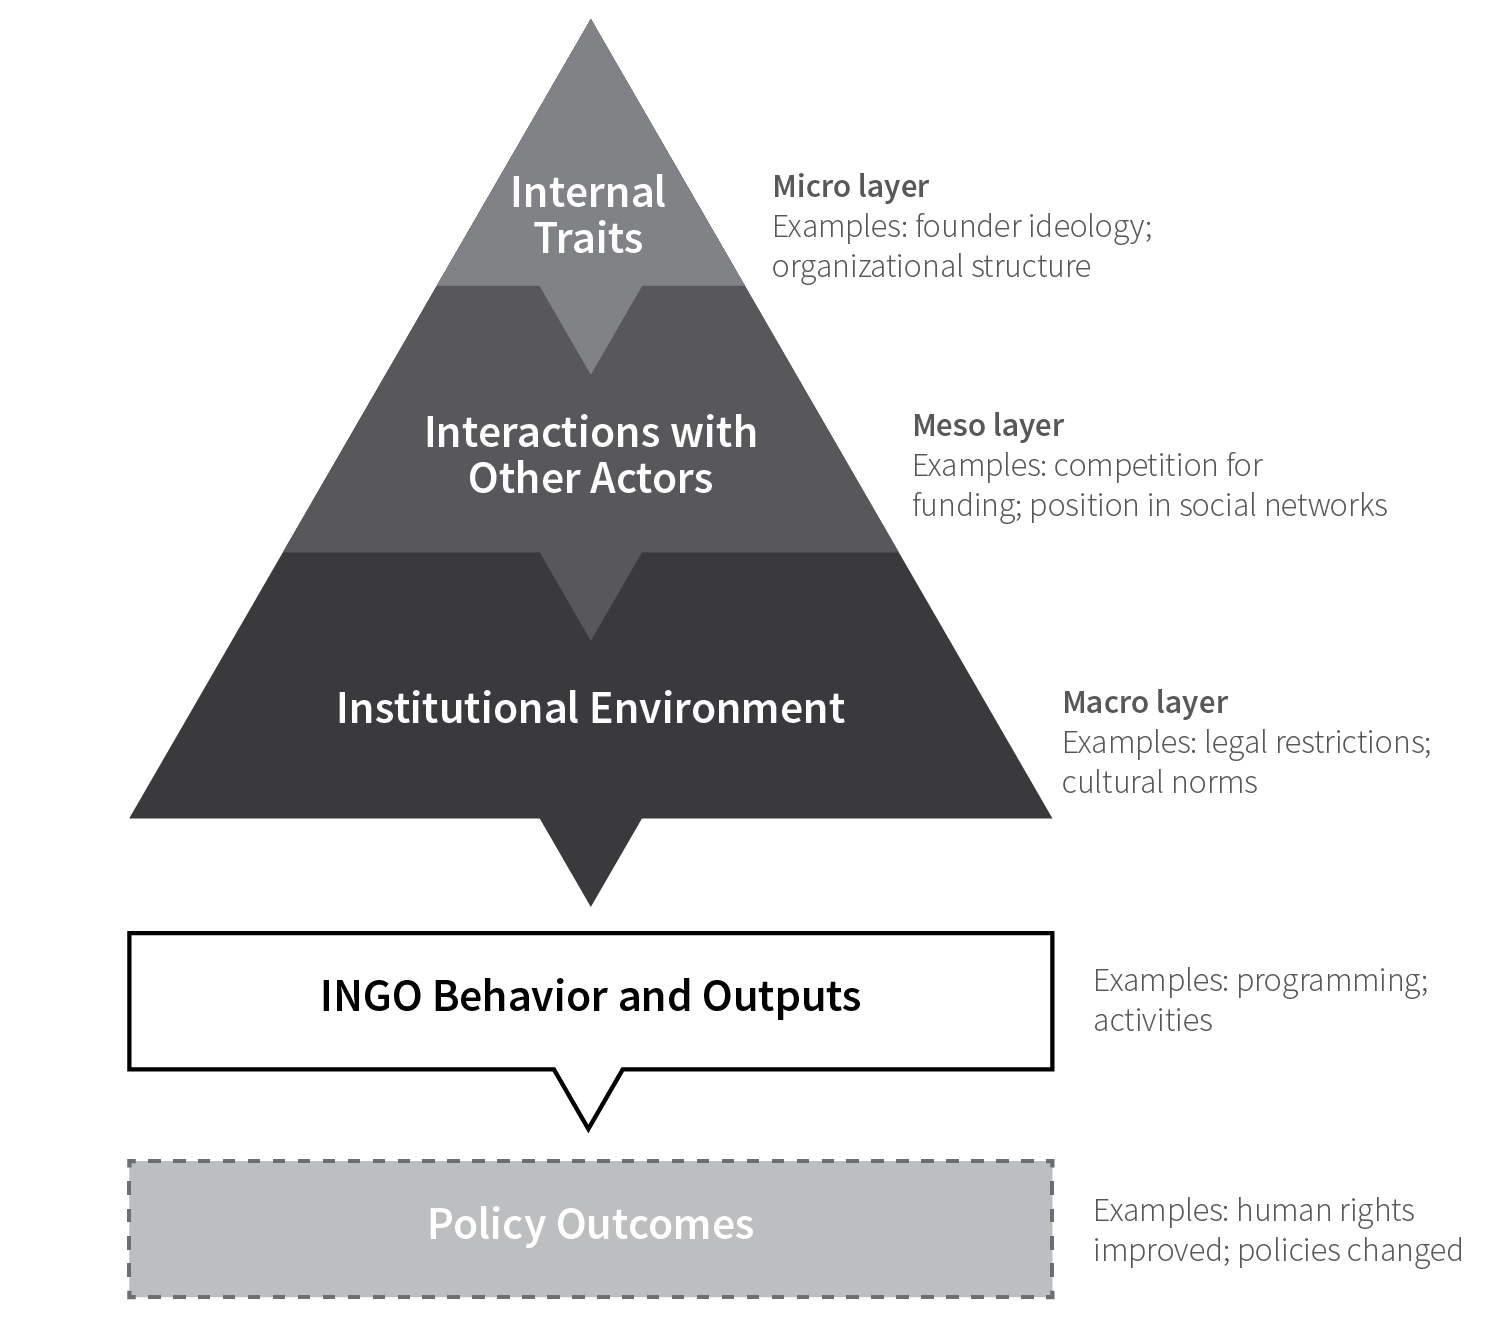 Internal
Traits
Micro layer
Examples: founder ideology;
organizational structure
Interactions with
Other Actors
Meso layer
Examples: competition for
funding; position in social networks
Institutional Environment
Macro layer
Examples: legal restrictions;
cultural norms
INGO Behavior and Outputs
Examples: programming;
activities
Policy Outcomes
Examples: human rights
improved; policies changed